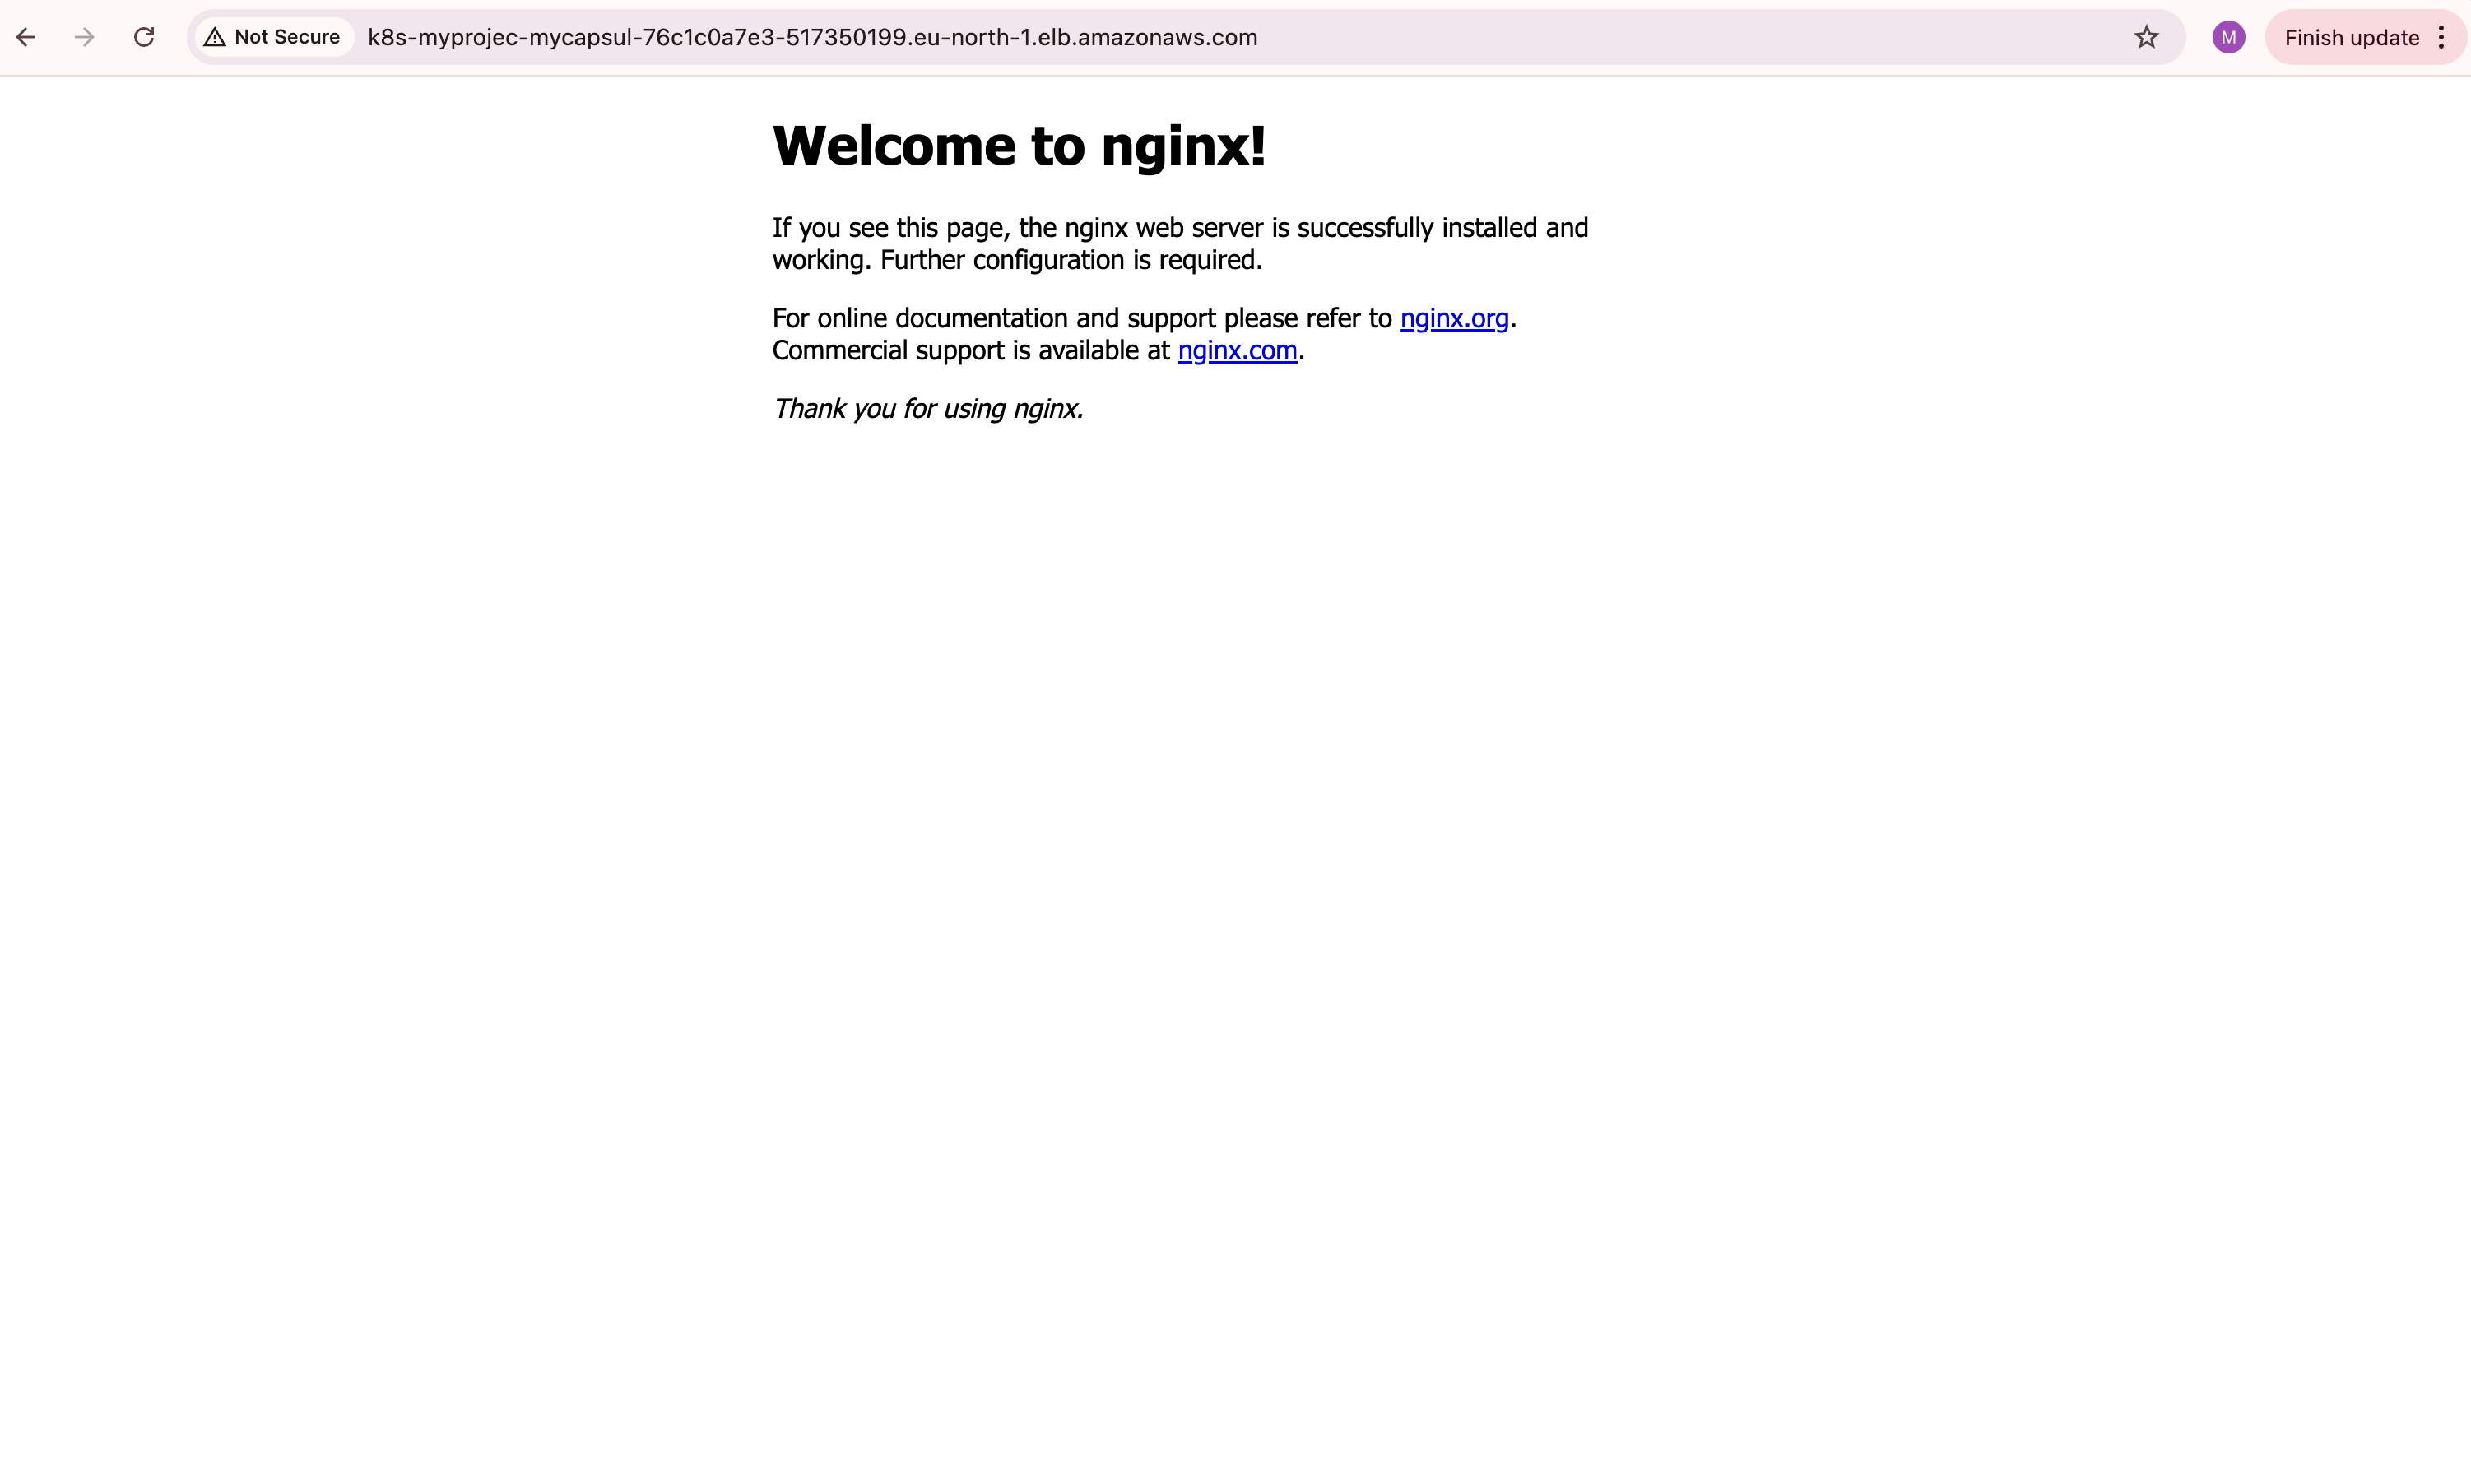 Not Secure k8s-myprojec-mycapsul-76c1c0a7e3-517350199.eu-north-1.elb.amazonaws.com M Finish update
Welcome to nginx!
If you see this page, the nginx web server is successfully installed and
working. Further configuration is required.
For online documentation and support please refer to nginx.org.
Commercial support is available at nginx.com.
Thank you for using nginx.